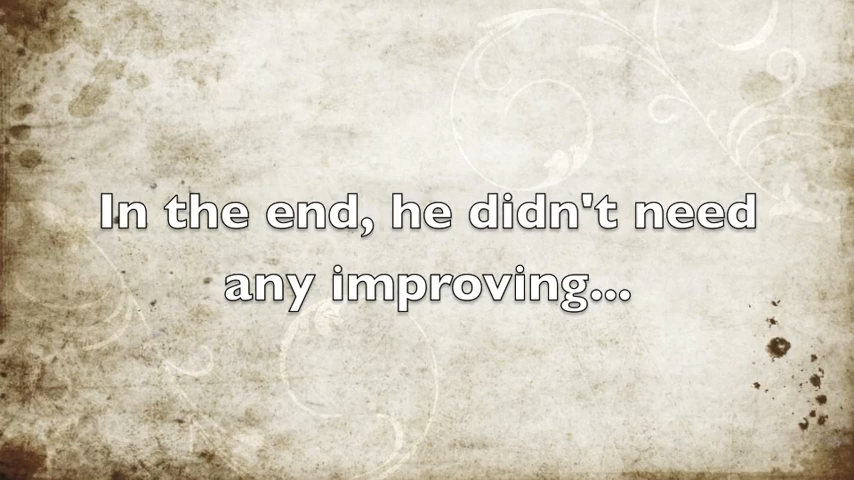 In the end, he didn't need
any improving...